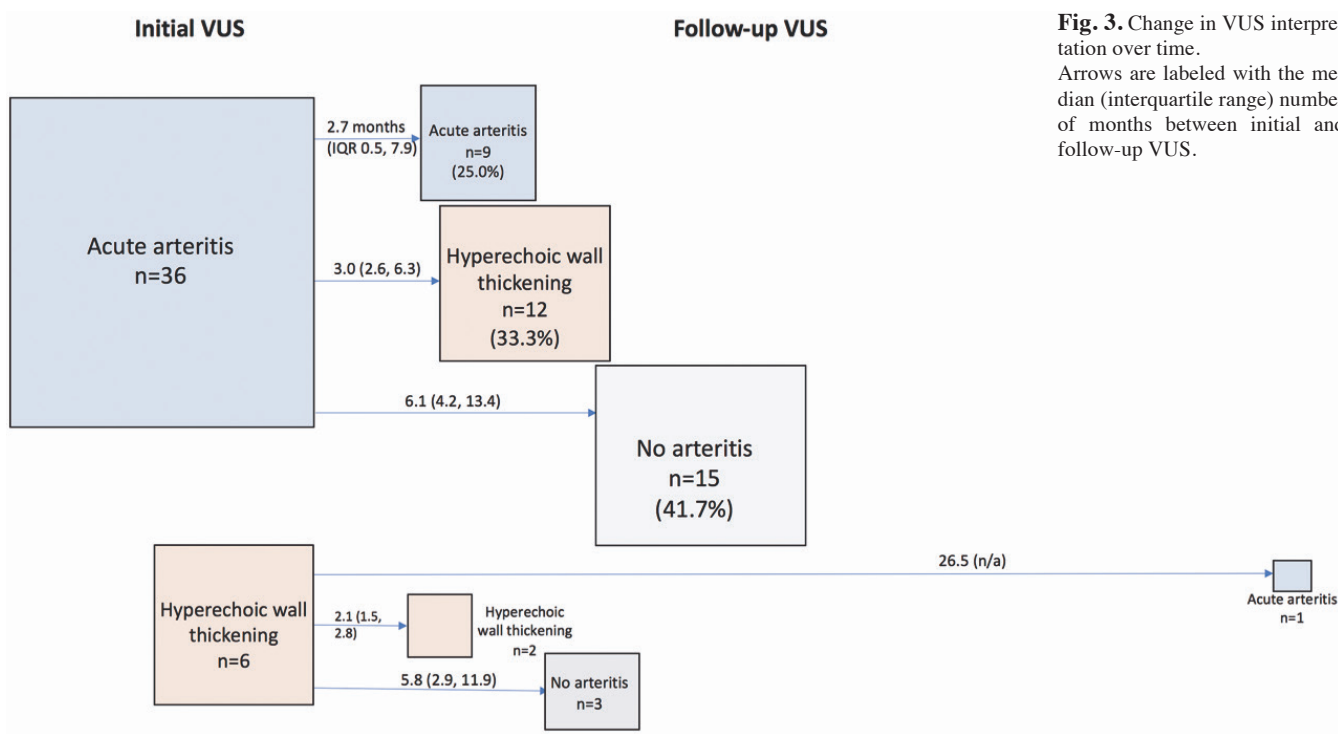 Initial VUS
Follow-up VUS
Fig. 3. Change in VUS interpre-
tation over time.
Arrows are labeled with the me-
dian (interquartile range) number
of months between initial and
follow-up VUS.
Acute arteritis
n=36
2.7 months
(IQR 0.5, 7.9)
Acute arteritis
n=9
(25.0%)
3.0 (2.6, 6.3)
Hyperechoic wall
thickening
n=12
(33.3%)
6.1 (4.2, 13.4)
No arteritis
n=15
(41.7%)
Hyperechoic wall
thickening
n=6
26.5 (n/a)
Acute arteritis
n=1
2.1 (1.5,
2.8)
Hyperechoic
wall thickening
n=2
5.8 (2.9, 11.9)
No arteritis
n=3